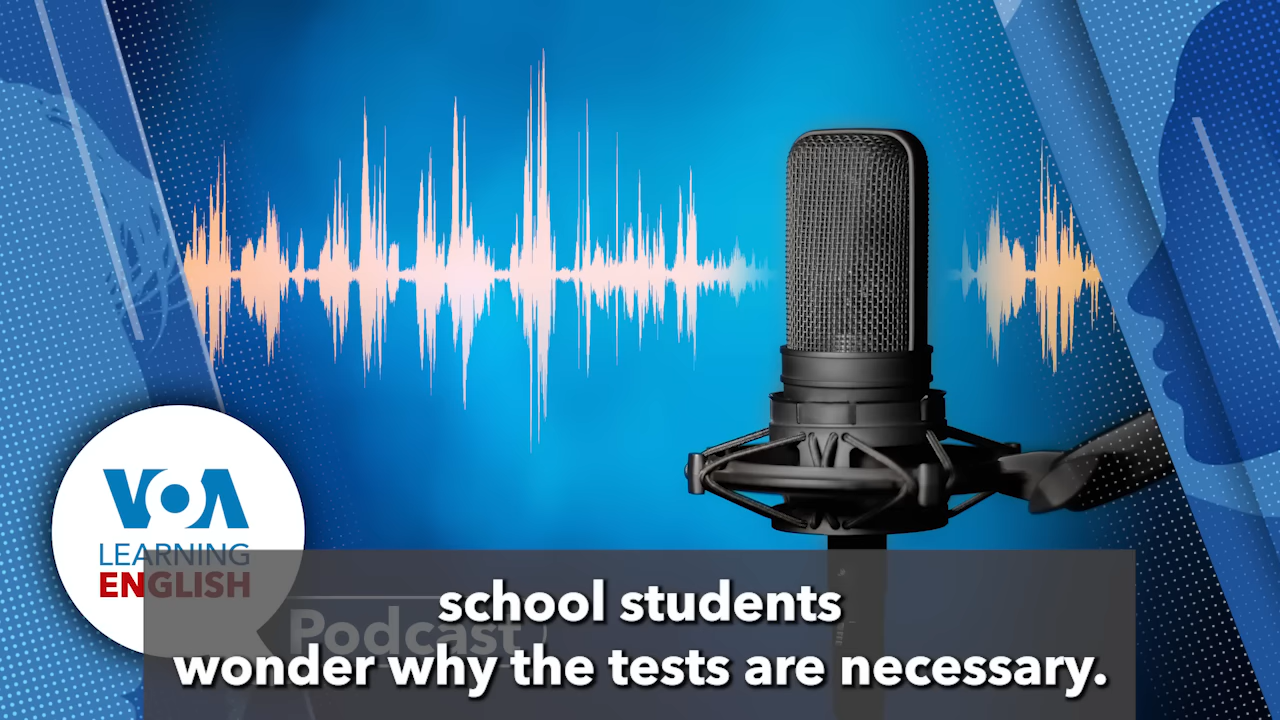 VOA
LEARNING
ENGLISH
Podcast
school students
wonder why the tests are necessary.